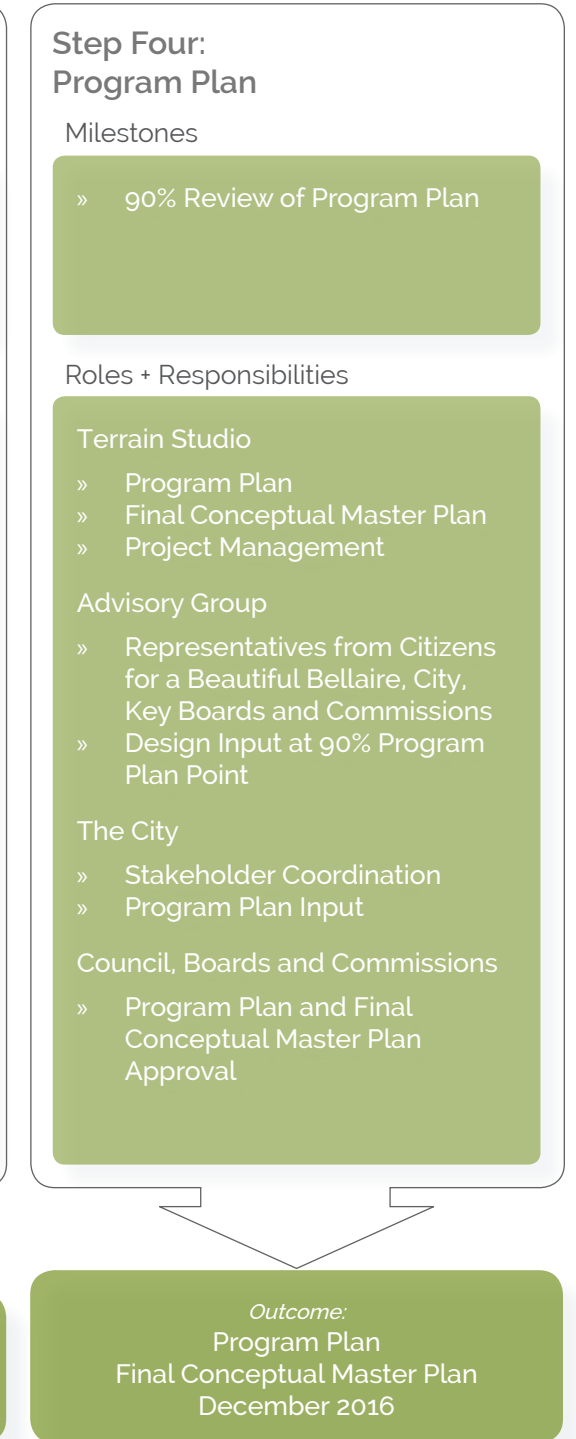 Step Four:
Program Plan
Milestones
» 90% Review of Program Plan
Roles + Responsibilities
Terrain Studio
» Program Plan
» Final Conceptual Master Plan
» Project Management
Advisory Group
» Representatives from Citizens
for a Beautiful Bellaire, City,
Key Boards and Commissions
» Design Input at 90% Program
Plan Point
The City
» Stakeholder Coordination
» Program Plan Input
Council, Boards and Commissions
» Program Plan and Final
Conceptual Master Plan
Approval
Outcome:
Program Plan
Final Conceptual Master Plan
December 2016